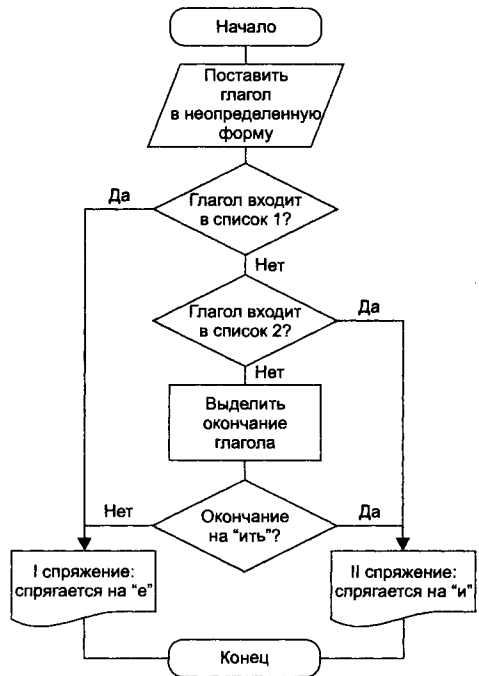 Начало
Поставить
глагол
в неопределенную
форму
Да
Глагол входит
в список 1?
Нет
Глагол входит
в список 2?
Да
Нет
Выделить
окончание
глагола
Нет
Окончание
на "ить"?
Да
I спряжение:
спрягается на "е"
II спряжение:
спрягается на "и"
Конец